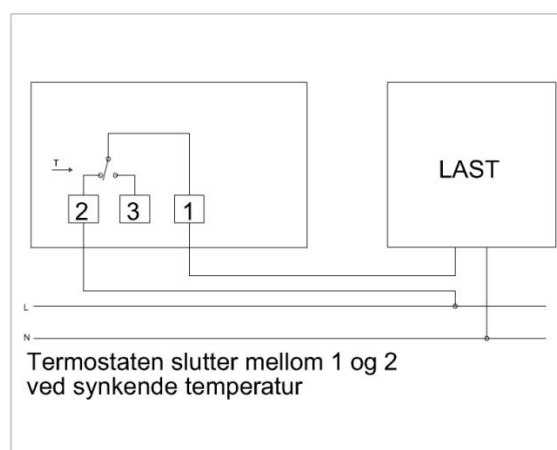 LAST
T
2 3 1
L
N
Termostaten slutter mellom 1 og 2
ved synkende temperatur